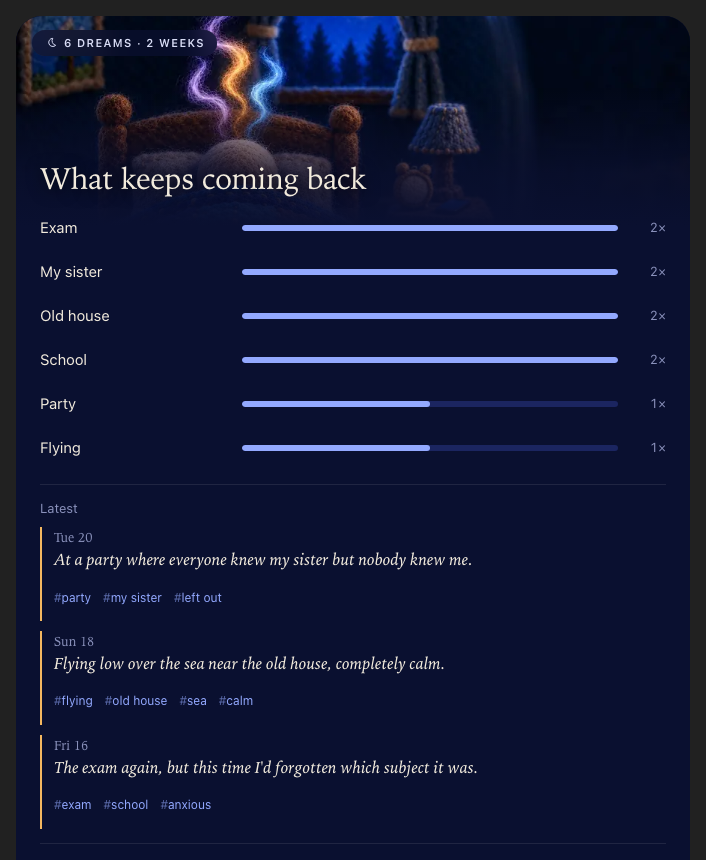 6 DREAMS · 2 WEEKS
What keeps coming back
Exam 2×
My sister 2×
Old house 2×
School 2×
Party 1×
Flying 1×
Latest
Tue 20
At a party where everyone knew my sister but nobody knew me.
#party #my sister #left out
Sun 18
Flying low over the sea near the old house, completely calm.
#flying #old house #sea #calm
Fri 16
The exam again, but this time I'd forgotten which subject it was.
#exam #school #anxious